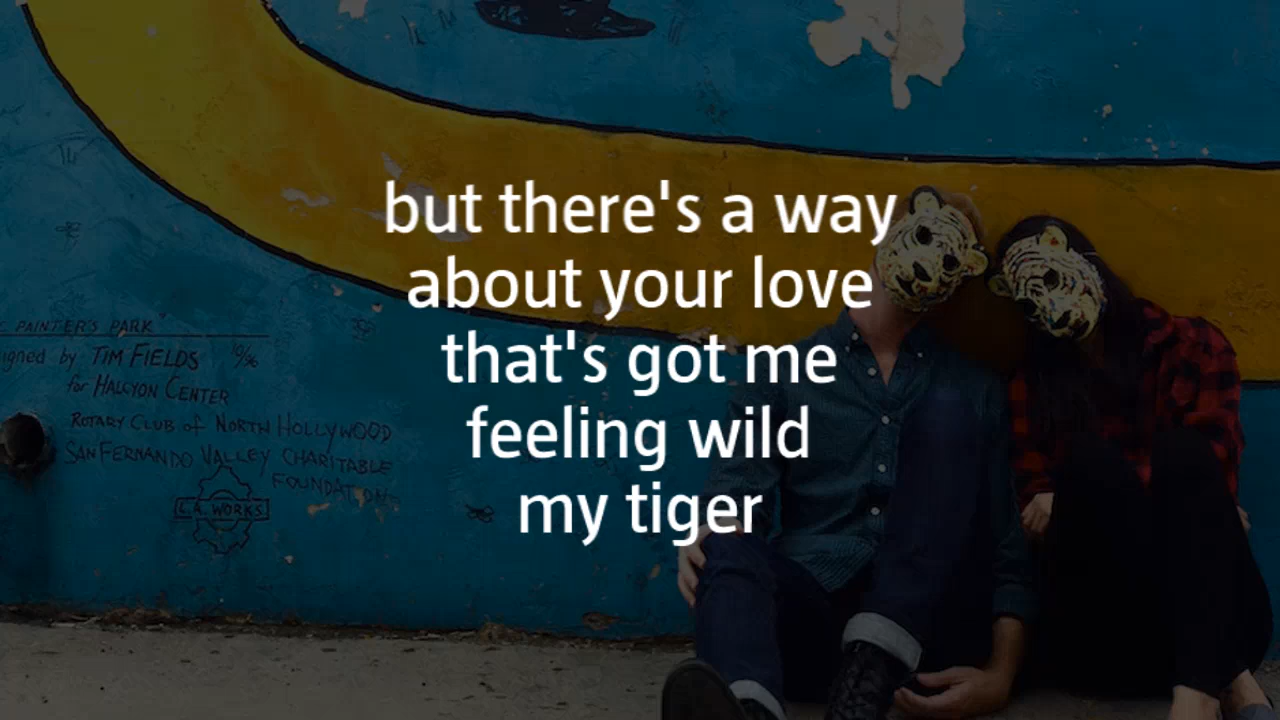 but there's a way
about your love
that's got me
feeling wild
my tiger
PAINTER'S PARK
igned by TIM FIELDS
for HALCYON CENTER
ROTARY CLUB of NORTH HOLLYWOOD
SAN FERNANDO VALLEY CHARITABLE
FOUNDATION
L.A. WORKS